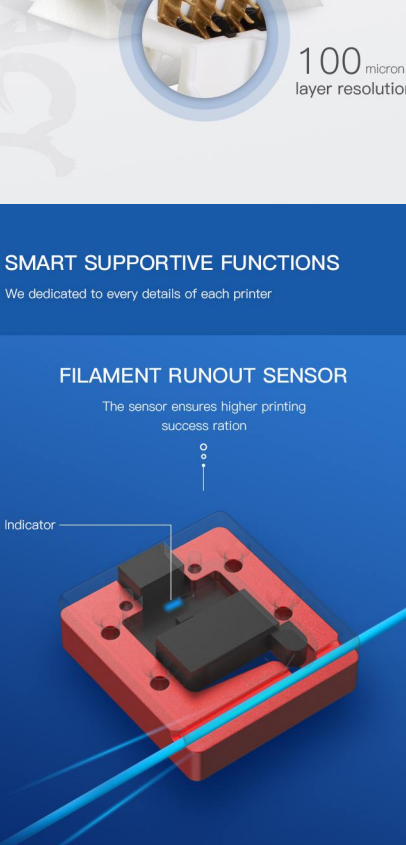 100 micron
layer resolution
SMART SUPPORTIVE FUNCTIONS
We dedicated to every details of each printer
FILAMENT RUNOUT SENSOR
The sensor ensures higher printing
success ration
Indicator